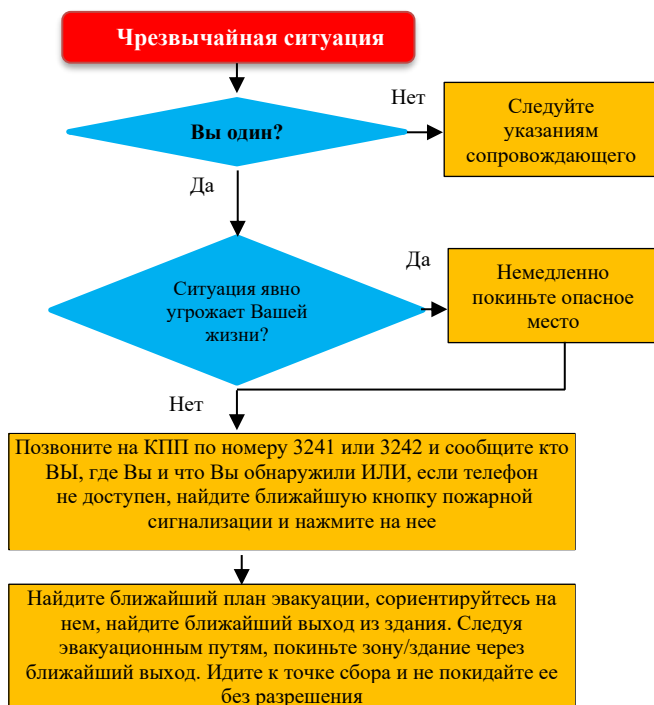 Чрезвычайная ситуация
Вы один?
Нет
Следуйте
указаниям
сопровождающего
Да
Ситуация явно
угрожает Вашей
жизни?
Да
Немедленно
покиньте опасное
место
Нет
Позвоните на КПП по номеру 3241 или 3242 и сообщите кто
ВЫ, где Вы и что Вы обнаружили ИЛИ, если телефон
не доступен, найдите ближайшую кнопку пожарной
сигнализации и нажмите на нее
Найдите ближайший план эвакуации, сориентируйтесь на
нем, найдите ближайший выход из здания. Следуя
эвакуационным путям, покиньте зону/здание через
ближайший выход. Идите к точке сбора и не покидайте ее
без разрешения